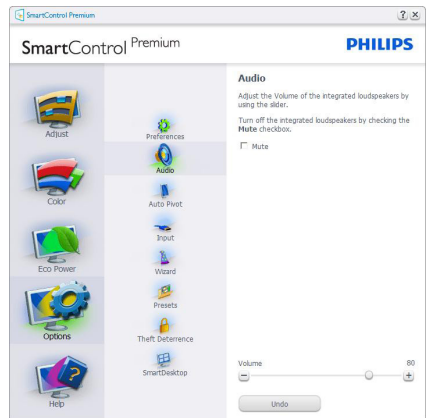 SmartControl Premium
SmartControl Premium
PHILIPS
Adjust
Color
Eco Power
Options
Help
Preferences
Audio
Auto Pivot
Input
Wizard
Presets
Theft Deterrence
SmartDesktop
Audio
Adjust the Volume of the integrated loudspeakers by
using the slider.
Turn off the integrated loudspeakers by checking the
Mute checkbox.
Mute
Volume 80
Undo